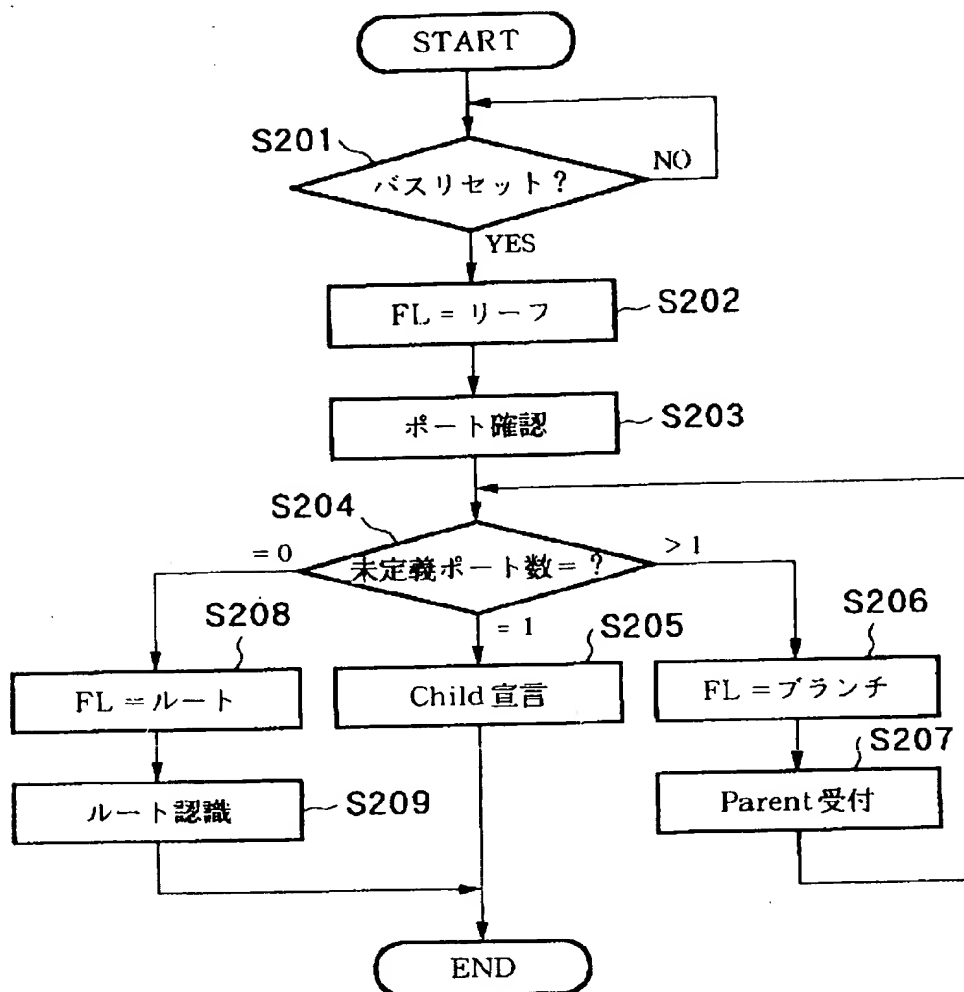 START
S201
バスリセット?
NO
YES
FL = リーフ
S202
ポート確認
S203
S204
= 0
未定義ポート数 = ?
> 1
= 1
S208
S205
S206
FL = ルート
Child 宣言
FL = ブランチ
S207
ルート認識
S209
Parent 受付
END